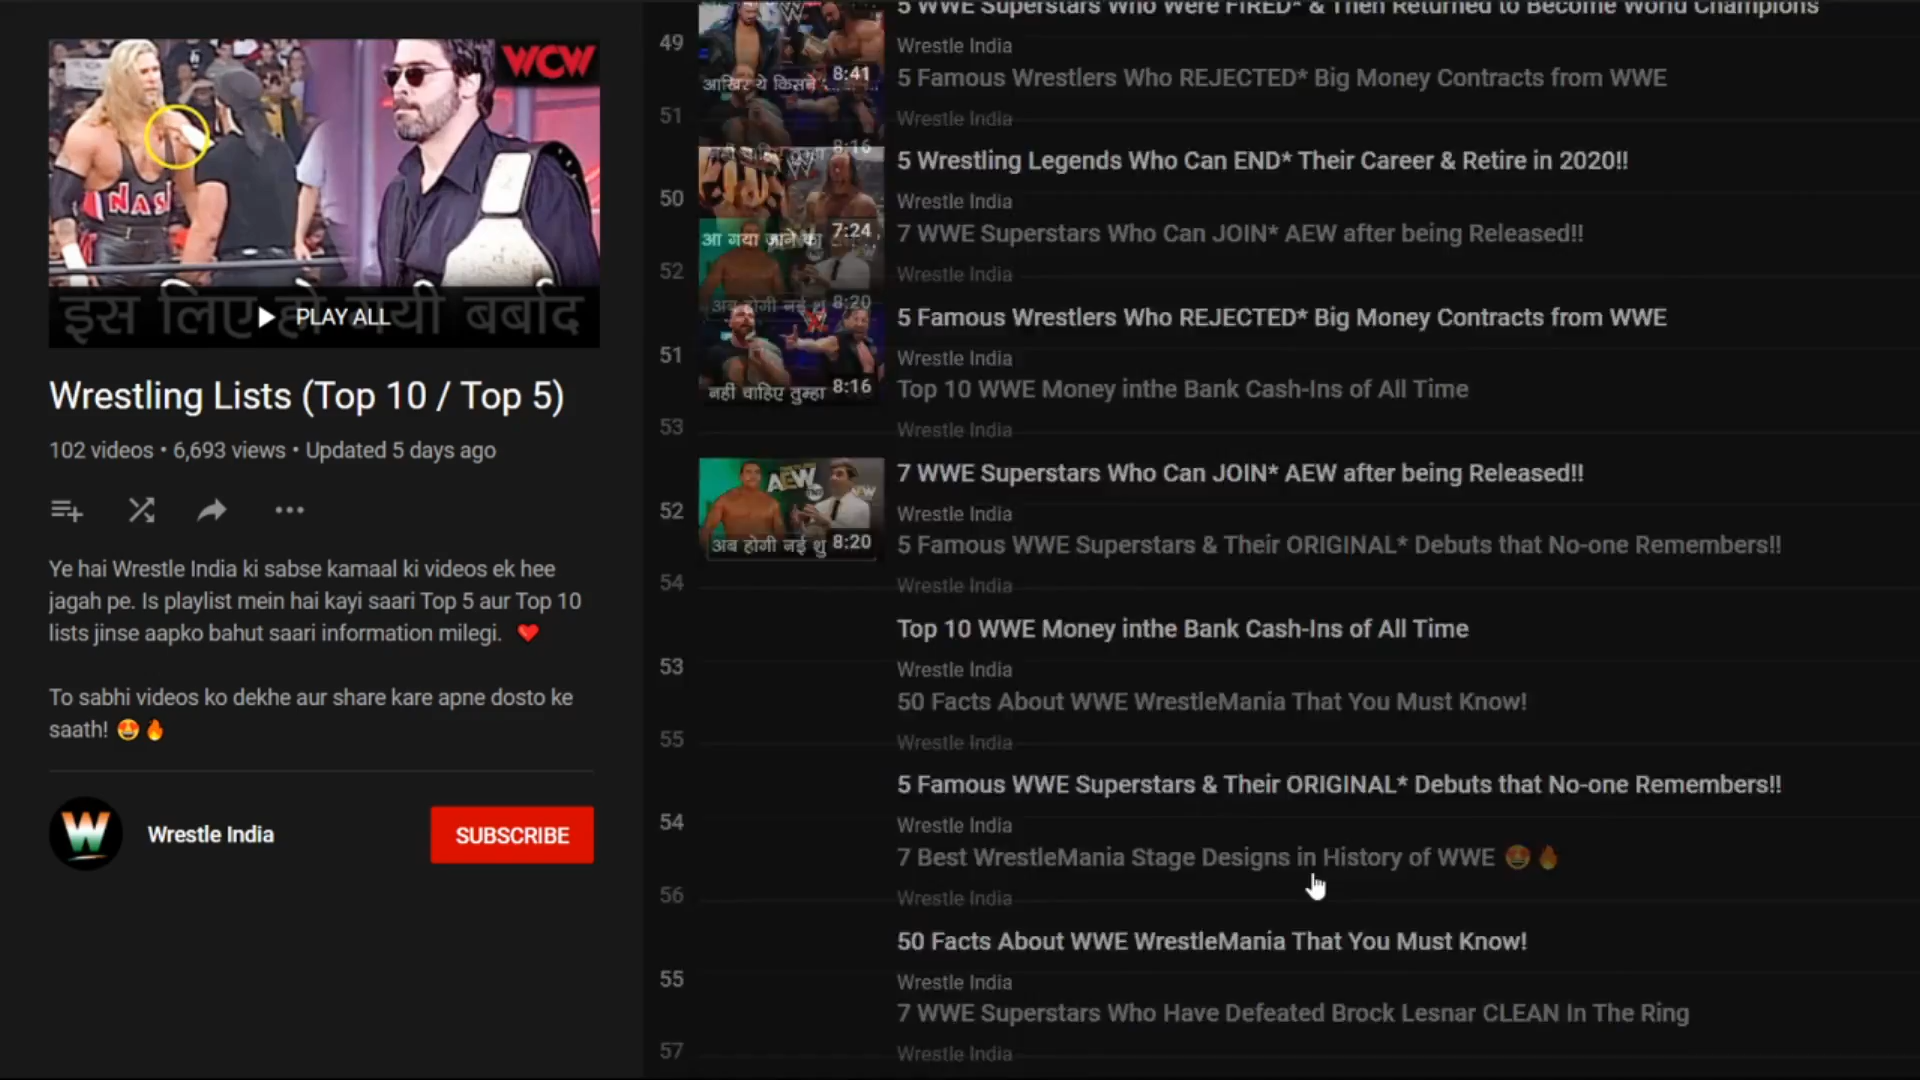 WCW
NASH
इस लिए हो गयी बर्बाद
PLAY ALL
Wrestling Lists (Top 10 / Top 5)
102 videos • 6,693 views • Updated 5 days ago
Ye hai Wrestle India ki sabse kamaal ki videos ek hee
jagah pe. Is playlist mein hai kayi saari Top 5 aur Top 10
lists jinse aapko bahut saari information milegi. ❤️
To sabhi videos ko dekhe aur share kare apne dosto ke
saath! 😍🔥
W
Wrestle India
SUBSCRIBE
5 WWE Superstars Who Were FIRED* & Then Returned to Become World Champions
49
Wrestle India
8:41
आखिर ये किसने
5 Famous Wrestlers Who REJECTED* Big Money Contracts from WWE
51
Wrestle India
8:16
5 Wrestling Legends Who Can END* Their Career & Retire in 2020!!
50
Wrestle India
7:24
आ गया जाने का
7 WWE Superstars Who Can JOIN* AEW after being Released!!
52
Wrestle India
अब होगी नई शु 8:20
5 Famous Wrestlers Who REJECTED* Big Money Contracts from WWE
51
Wrestle India
नहीं चाहिए तुम्हा 8:16
Top 10 WWE Money inthe Bank Cash-Ins of All Time
53
Wrestle India
7 WWE Superstars Who Can JOIN* AEW after being Released!!
AEW
52
Wrestle India
अब होगी नई शु 8:20
5 Famous WWE Superstars & Their ORIGINAL* Debuts that No-one Remembers!!
54
Wrestle India
Top 10 WWE Money inthe Bank Cash-Ins of All Time
53
Wrestle India
50 Facts About WWE WrestleMania That You Must Know!
55
Wrestle India
5 Famous WWE Superstars & Their ORIGINAL* Debuts that No-one Remembers!!
54
Wrestle India
7 Best WrestleMania Stage Designs in History of WWE 😍🔥
56
Wrestle India
50 Facts About WWE WrestleMania That You Must Know!
55
Wrestle India
7 WWE Superstars Who Have Defeated Brock Lesnar CLEAN In The Ring
57
Wrestle India